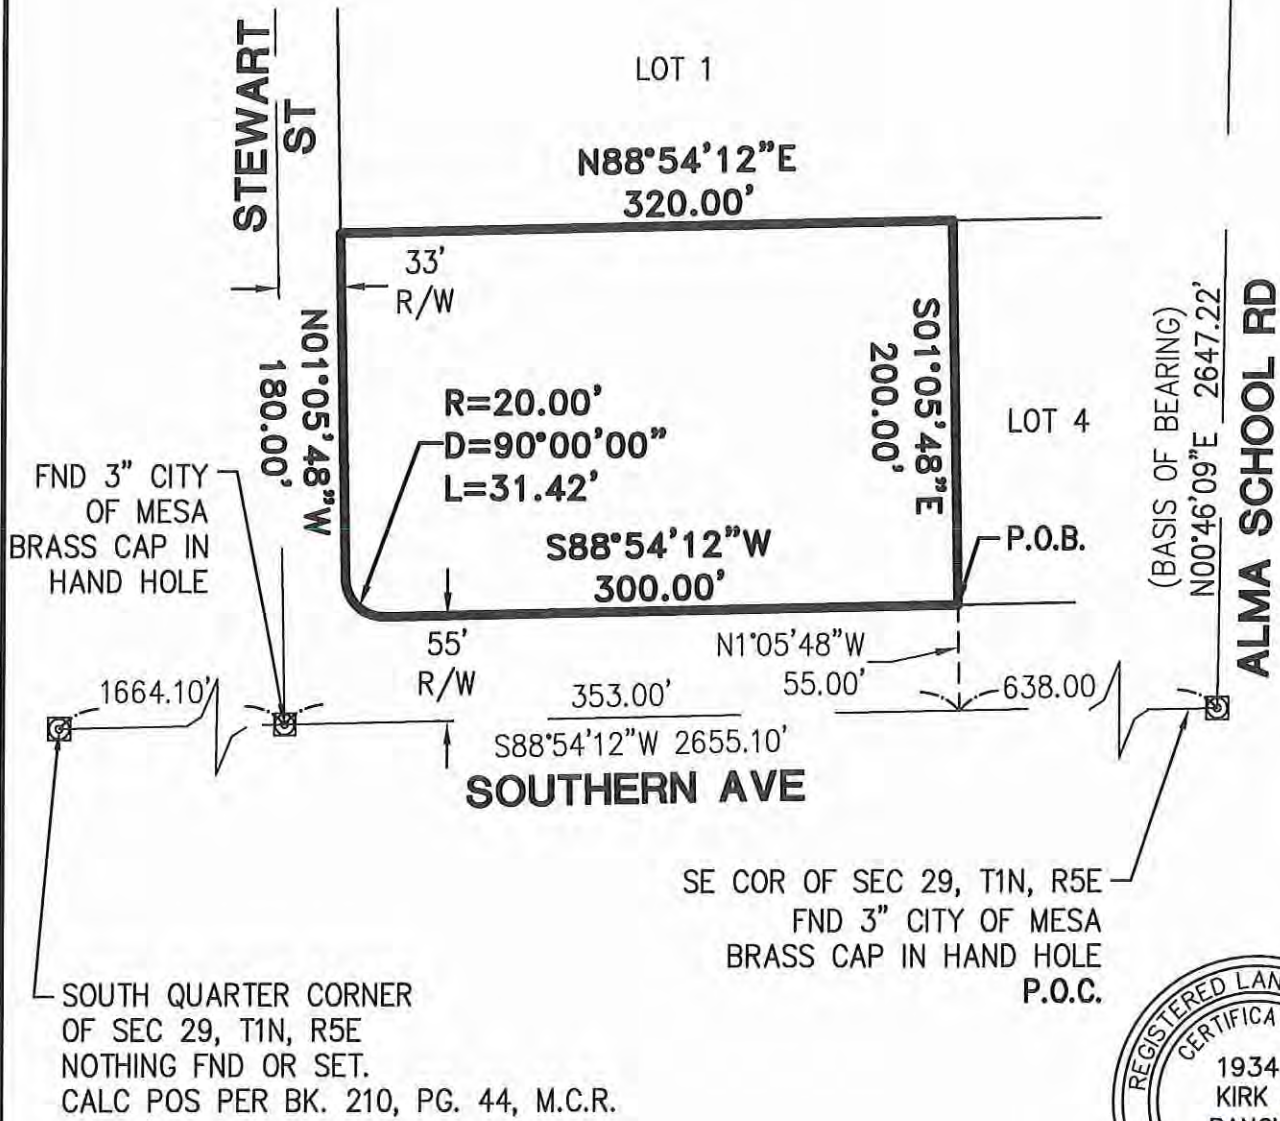 STEWART
ST
LOT 1
N88°54'12"E
320.00'
33'
R/W
N01°05'48"W
180.00'
R=20.00'
D=90°00'00"
L=31.42'
S01°05'48"E
200.00'
LOT 4
(BASIS OF BEARING)
N00°46'09"E 2647.22'
ALMA SCHOOL RD
FND 3" CITY
OF MESA
BRASS CAP IN
HAND HOLE
S88°54'12"W
300.00'
P.O.B.
55'
R/W
N1°05'48"W
55.00'
1664.10'
353.00'
638.00
S88°54'12"W 2655.10'
SOUTHERN AVE
SE COR OF SEC 29, T1N, R5E
FND 3" CITY OF MESA
BRASS CAP IN HAND HOLE
P.O.C.
SOUTH QUARTER CORNER
OF SEC 29, T1N, R5E
NOTHING FND OR SET.
CALC POS PER BK. 210, PG. 44, M.C.R.
REGISTERED LAN
CERTIFICA
1934
KIRK